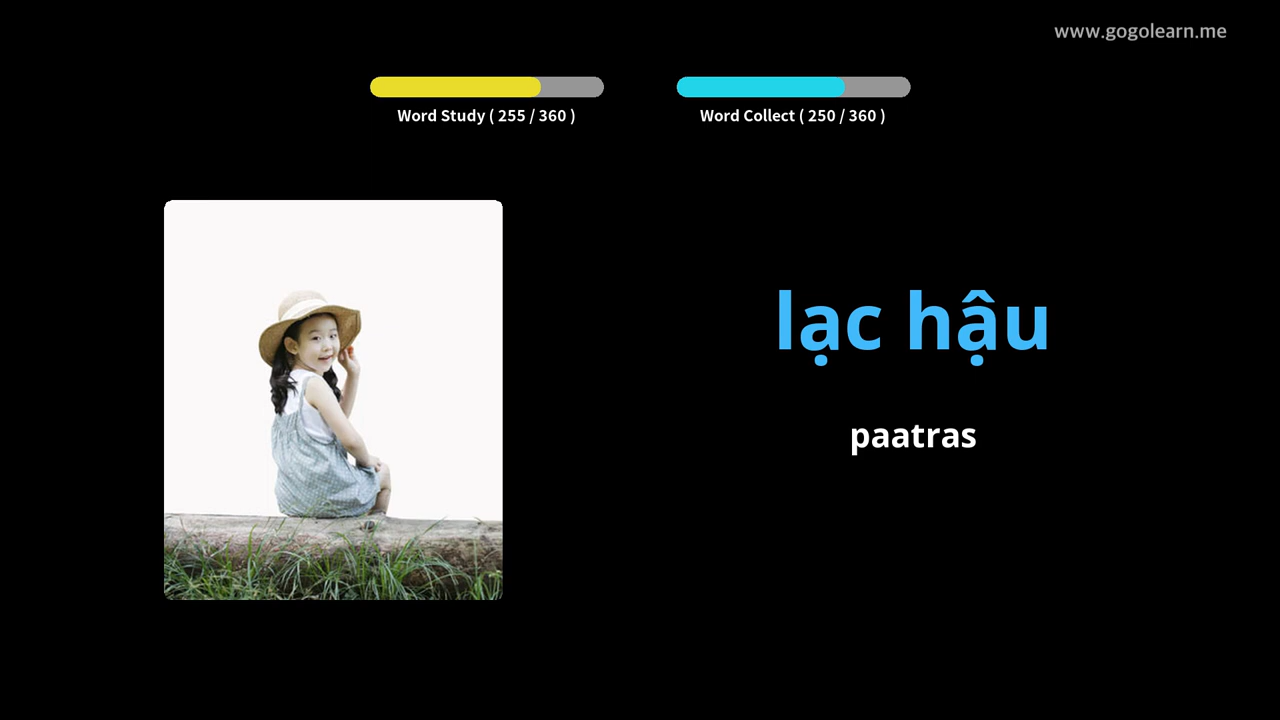 www.gogolearn.me
Word Study ( 255 / 360 )
Word Collect ( 250 / 360 )
lạc hậu
paatras